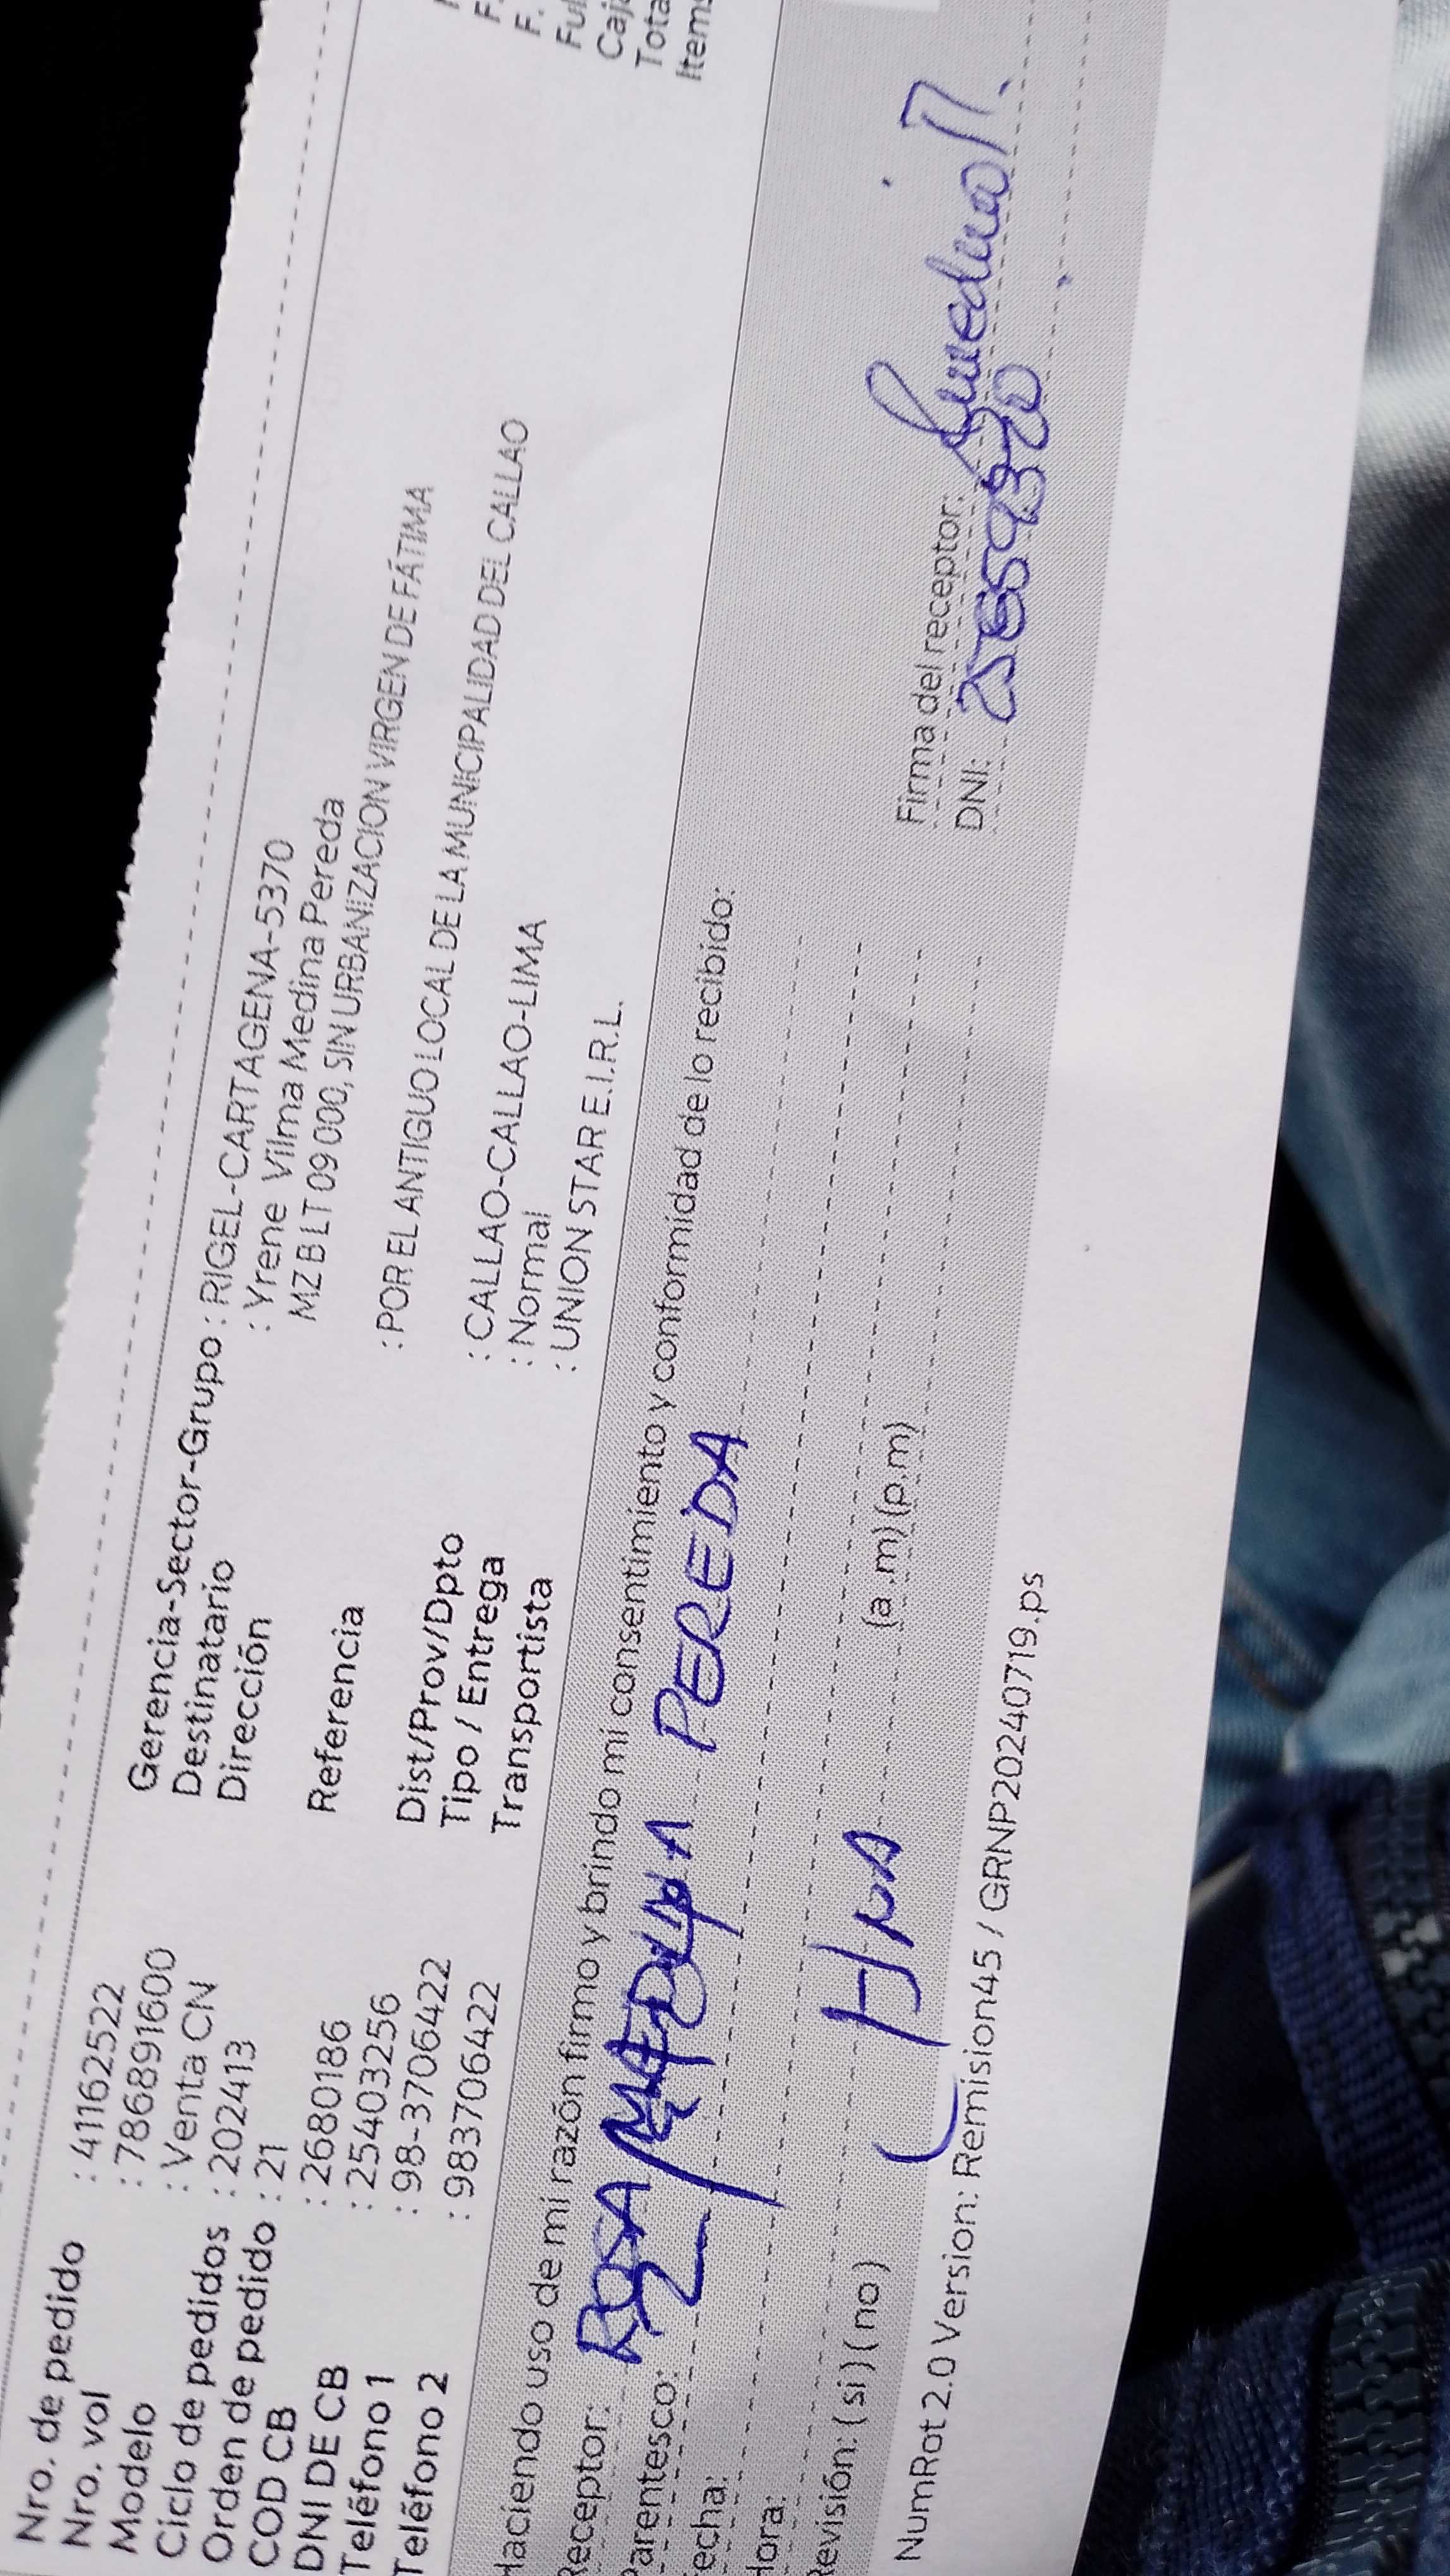 Nro. de pedido : 41162522
Nro. vol : 786891600
Modelo : Venta CN
Ciclo de pedidos : 202413
Orden de pedido : 21
COD CB : 2680186
DNI DE CB : 25403256
Teléfono 1 : 98-3706422
Teléfono 2 : 983706422
Gerencia-Sector-Grupo : RIGEL-CARTAGENA-5370
Destinatario : Yrene Vilma Medina Pereda
Dirección MZ B LT 09 000, SIN URBANIZACION VIRGEN DE FÁTIMA
Referencia : POR EL ANTIGUO LOCAL DE LA MUNICIPALIDAD DEL CALLAO
Dist/Prov/Dpto : CALLAO-CALLAO-LIMA
Tipo / Entrega : Normal
Transportista : UNION STAR E.I.R.L.
F.
Caj
Tota
Items
Haciendo uso de mi razón firmo y brindo mi consentimiento y conformidad de lo recibido:
Receptor: ROSA MEDINA PEREDA
Parentesco:
Fecha:
Hora: (a.m) (p.m)
Revisión: ( si ) ( no )
Firma del receptor:
DNI:
NumRot 2.0 Version: Remision45 / GRNP20240719.ps